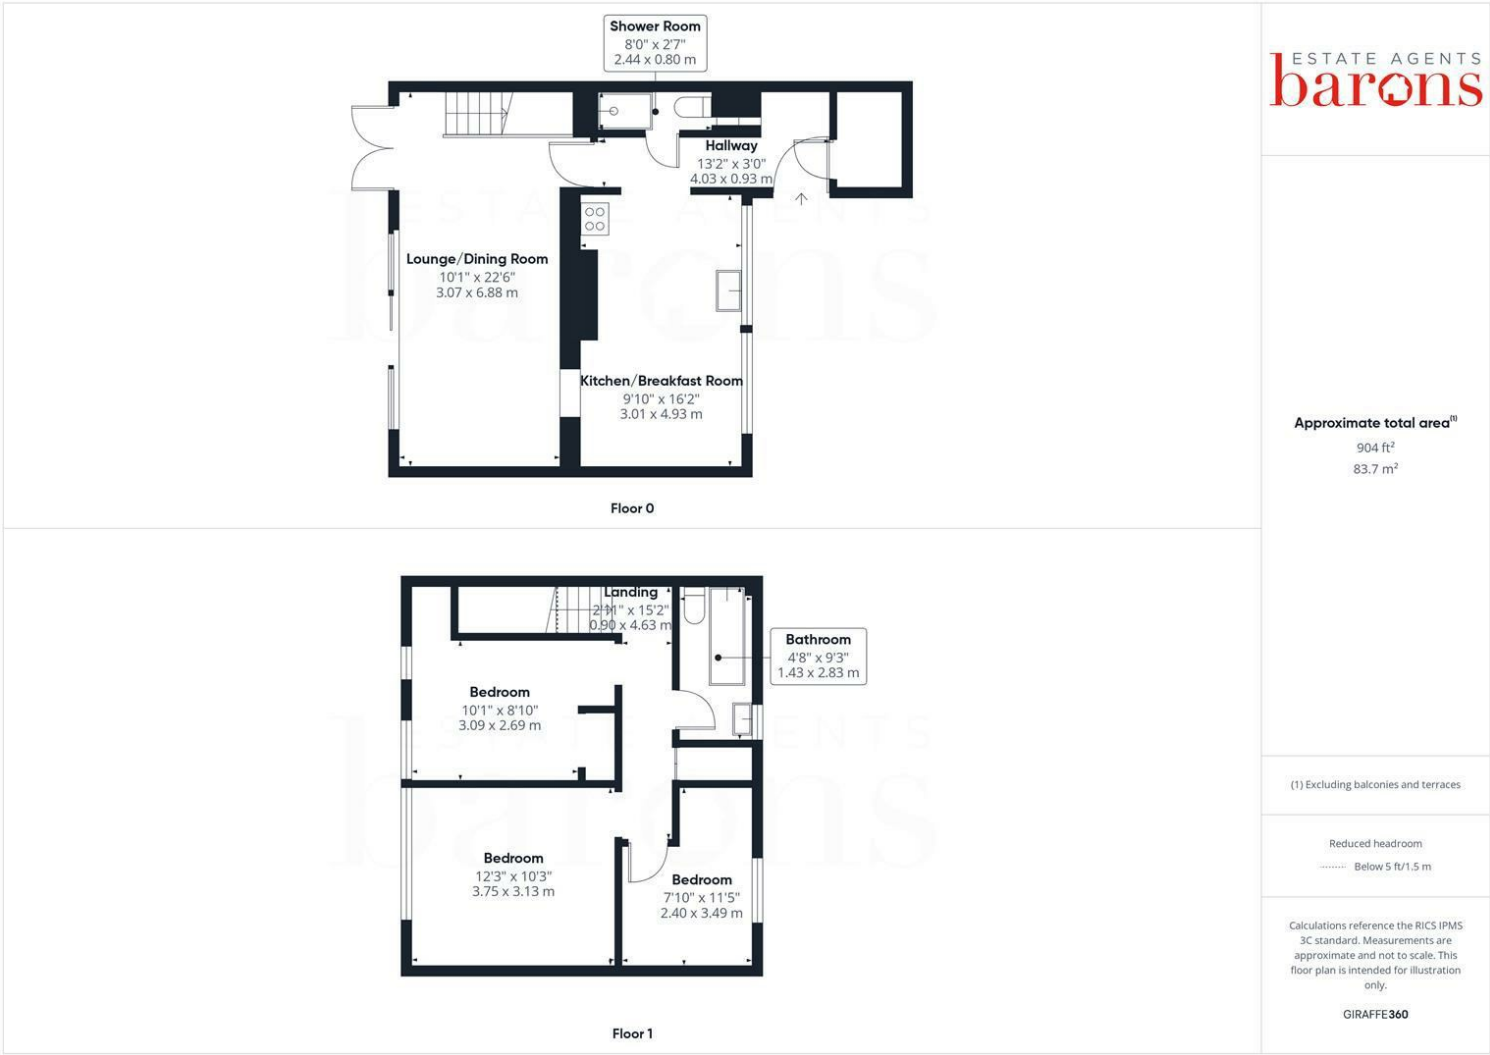 Shower Room
8'0" x 2'7"
2.44 x 0.80 m
Hallway
13'2" x 3'0"
4.03 x 0.93 m
Lounge/Dining Room
10'1" x 22'6"
3.07 x 6.88 m
Kitchen/Breakfast Room
9'10" x 16'2"
3.01 x 4.93 m
ESTATE AGENTS
barons
Floor 0
Landing
2'11" x 15'2"
0.90 x 4.63 m
Bathroom
4'8" x 9'3"
1.43 x 2.83 m
Bedroom
10'1" x 8'10"
3.09 x 2.69 m
Bedroom
12'3" x 10'3"
3.75 x 3.13 m
Bedroom
7'10" x 11'5"
2.40 x 3.49 m
ESTATE AGENTS
barons
Floor 1
ESTATE AGENTS
barons
Approximate total area(1)
904 ft²
83.7 m²
(1) Excluding balconies and terraces
Reduced headroom
Below 5 ft/1.5 m
Calculations reference the RICS IPMS
3C standard. Measurements are
approximate and not to scale. This
floor plan is intended for illustration
only.
GIRAFFE360